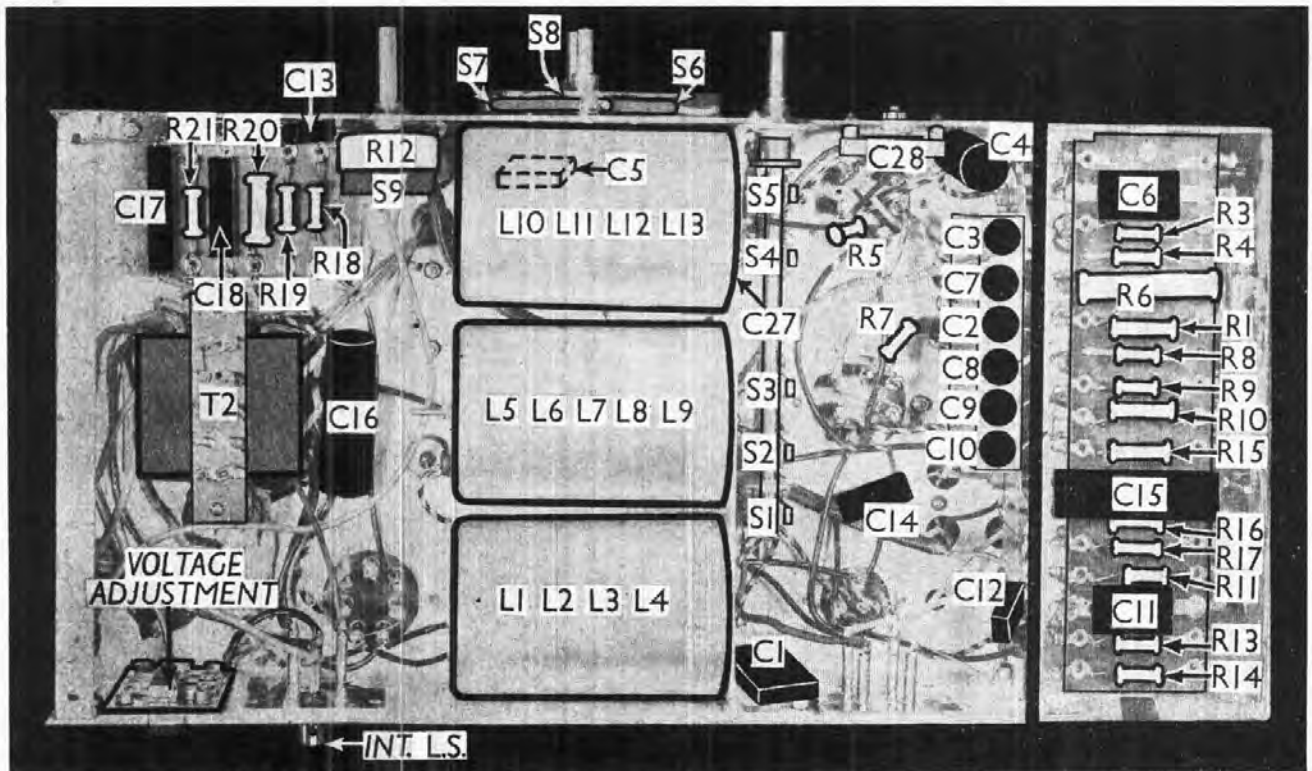 S8
S7
S6
C13
R21 R20
R12
C28
C4
C17
S9
C5
S5
C6
L10 L11 L12 L13
R3
R5
C3
R4
S4
R18
C18 R19
C7
R6
C27
R7
C2
R1
T2
C8
R8
S3
R9
C16
L5 L6 L7 L8 L9
C9
R10
S2
C10
R15
C15
S1
C14
R16
VOLTAGE
ADJUSTMENT
R17
R11
L1 L2 L3 L4
C12
C11
R13
C1
R14
INT. L.S.